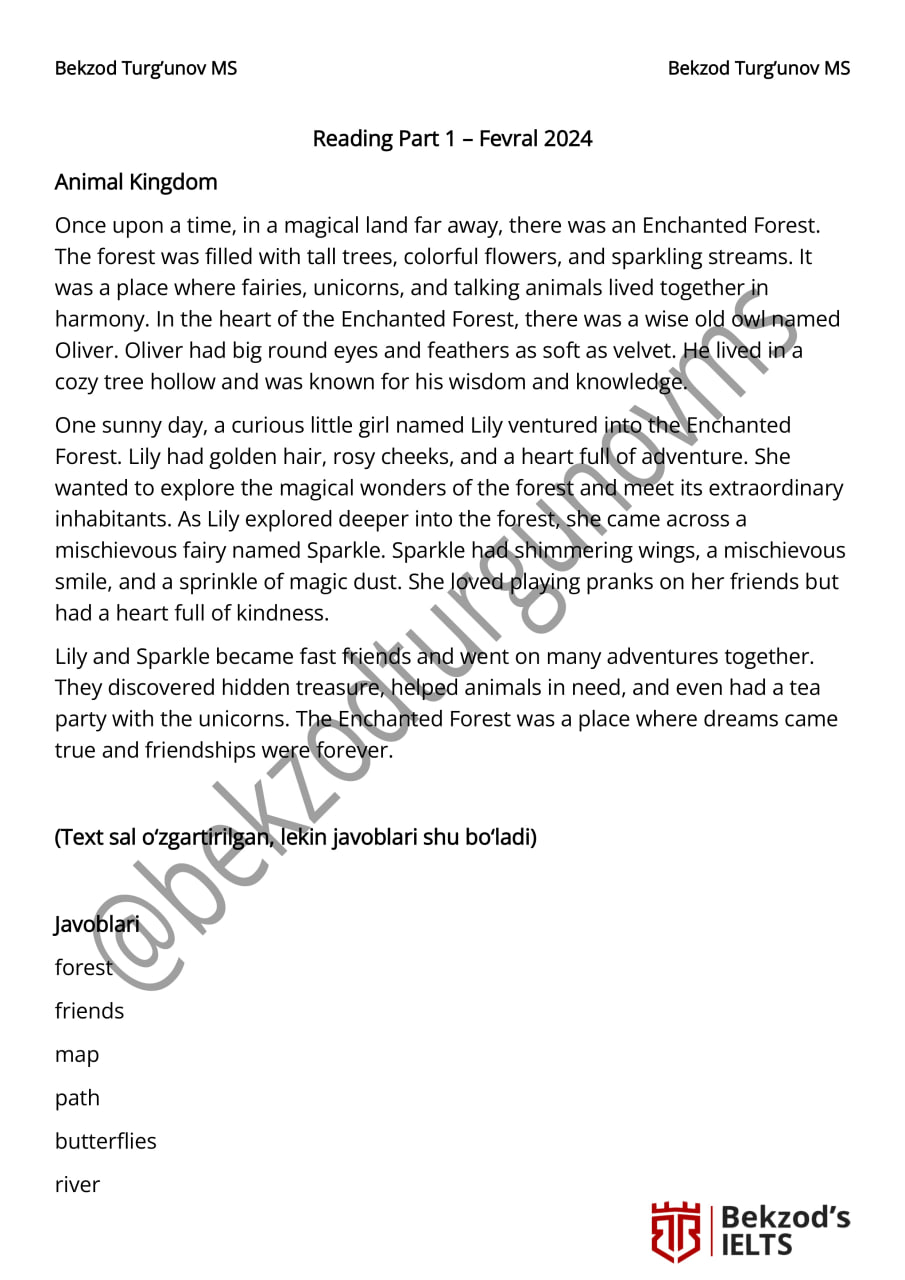 Bekzod Turg‘unov MS Bekzod Turg‘unov MS
Reading Part 1 – Fevral 2024
Animal Kingdom
Once upon a time, in a magical land far away, there was an Enchanted Forest.
The forest was filled with tall trees, colorful flowers, and sparkling streams. It
was a place where fairies, unicorns, and talking animals lived together in
harmony. In the heart of the Enchanted Forest, there was a wise old owl named
Oliver. Oliver had big round eyes and feathers as soft as velvet. He lived in a
cozy tree hollow and was known for his wisdom and knowledge.
One sunny day, a curious little girl named Lily ventured into the Enchanted
Forest. Lily had golden hair, rosy cheeks, and a heart full of adventure. She
wanted to explore the magical wonders of the forest and meet its extraordinary
inhabitants. As Lily explored deeper into the forest, she came across a
mischievous fairy named Sparkle. Sparkle had shimmering wings, a mischievous
smile, and a sprinkle of magic dust. She loved playing pranks on her friends but
had a heart full of kindness.
Lily and Sparkle became fast friends and went on many adventures together.
They discovered hidden treasure, helped animals in need, and even had a tea
party with the unicorns. The Enchanted Forest was a place where dreams came
true and friendships were forever.
(Text sal o‘zgartirilgan, lekin javoblari shu bo‘ladi)
Javoblari
forest
friends
map
path
butterflies
river
@bekzodturgunovms
Bekzod’s
IELTS